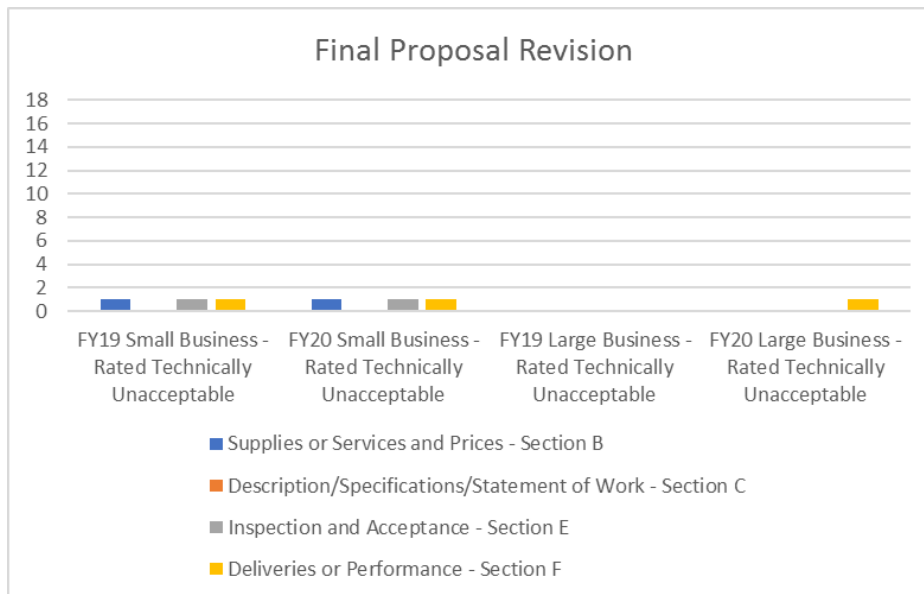 Final Proposal Revision
18
16
14
12
10
8
6
4
2
0
FY19 Small Business -
Rated Technically
Unacceptable
FY20 Small Business -
Rated Technically
Unacceptable
FY19 Large Business -
Rated Technically
Unacceptable
FY20 Large Business -
Rated Technically
Unacceptable
Supplies or Services and Prices - Section B
Description/Specifications/Statement of Work - Section C
Inspection and Acceptance - Section E
Deliveries or Performance - Section F